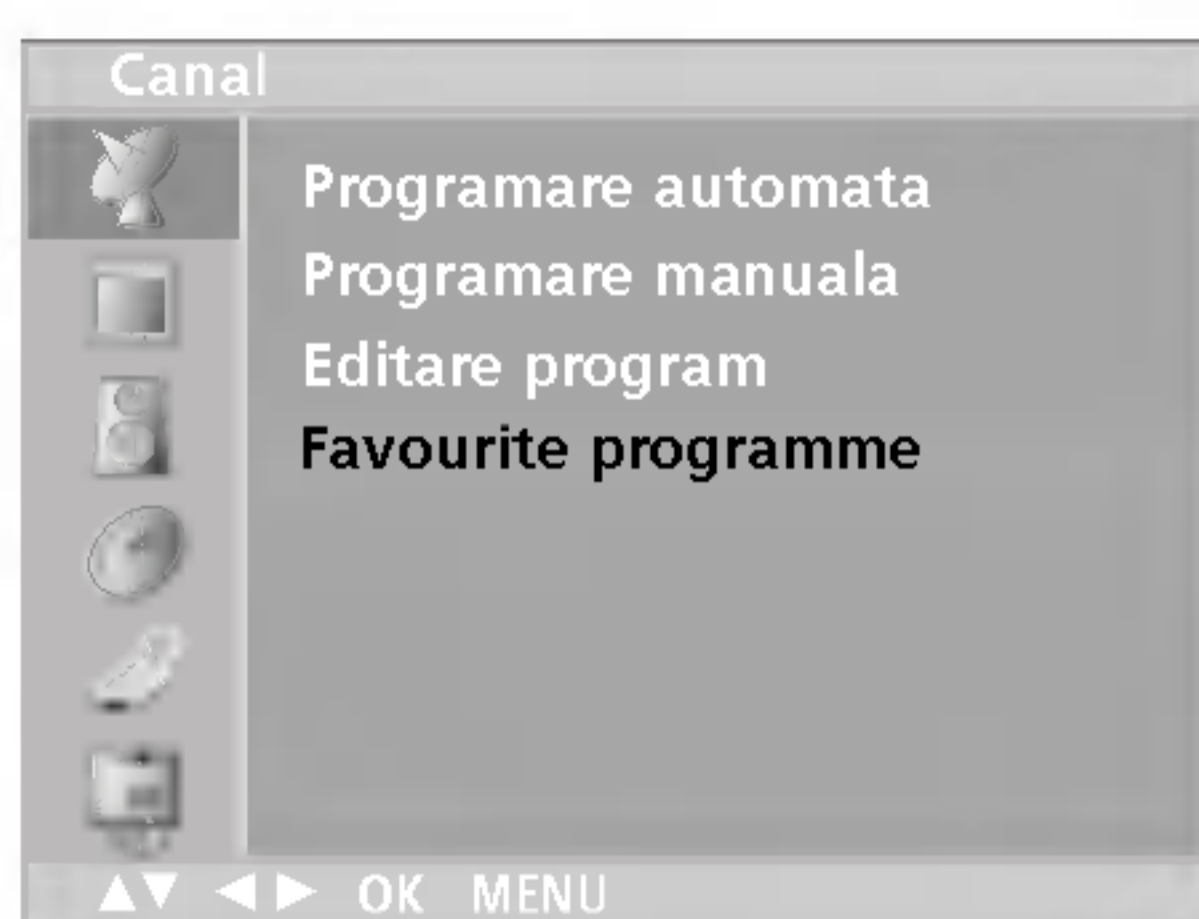 Canal
Programare automata
Programare manuala
Editare program
Favourite programme
▲▼ ◀▶ OK MENU